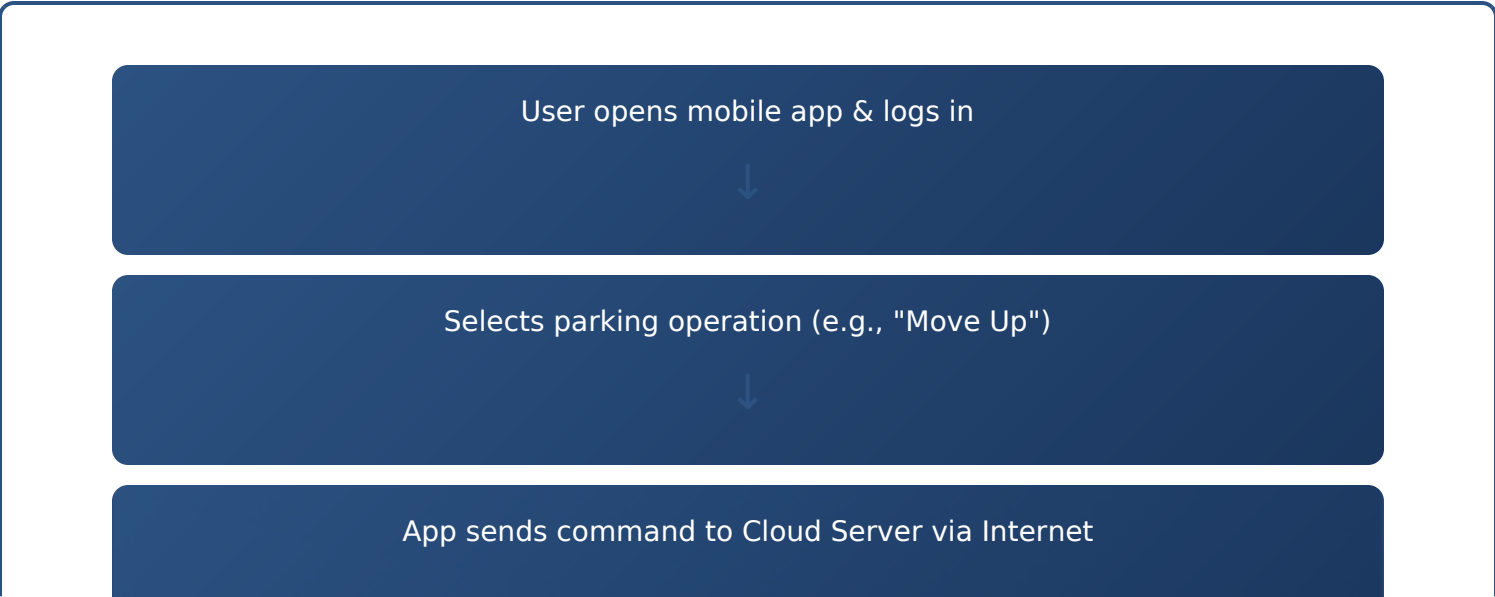 User opens mobile app & logs in
↓
Selects parking operation (e.g., "Move Up")
↓
App sends command to Cloud Server via Internet